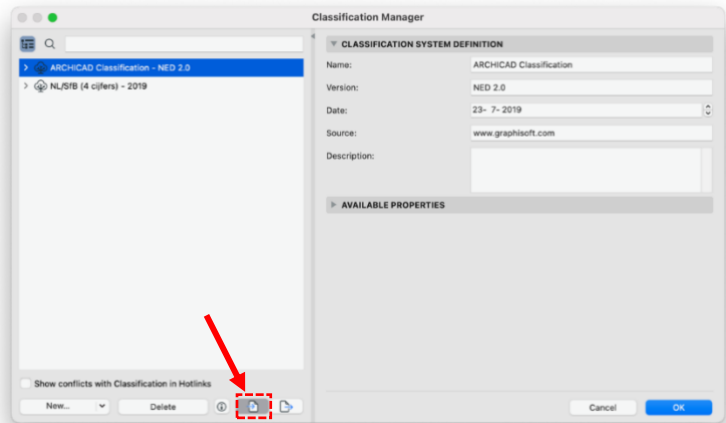 Classification Manager
ARCHICAD Classification - NED 2.0
NL/SfB (4 cijfers) - 2019
Show conflicts with Classification in Hotlinks
New...
Delete
CLASSIFICATION SYSTEM DEFINITION
Name:
ARCHICAD Classification
Version:
NED 2.0
Date:
23- 7- 2019
Source:
www.graphisoft.com
Description:
AVAILABLE PROPERTIES
Cancel
OK